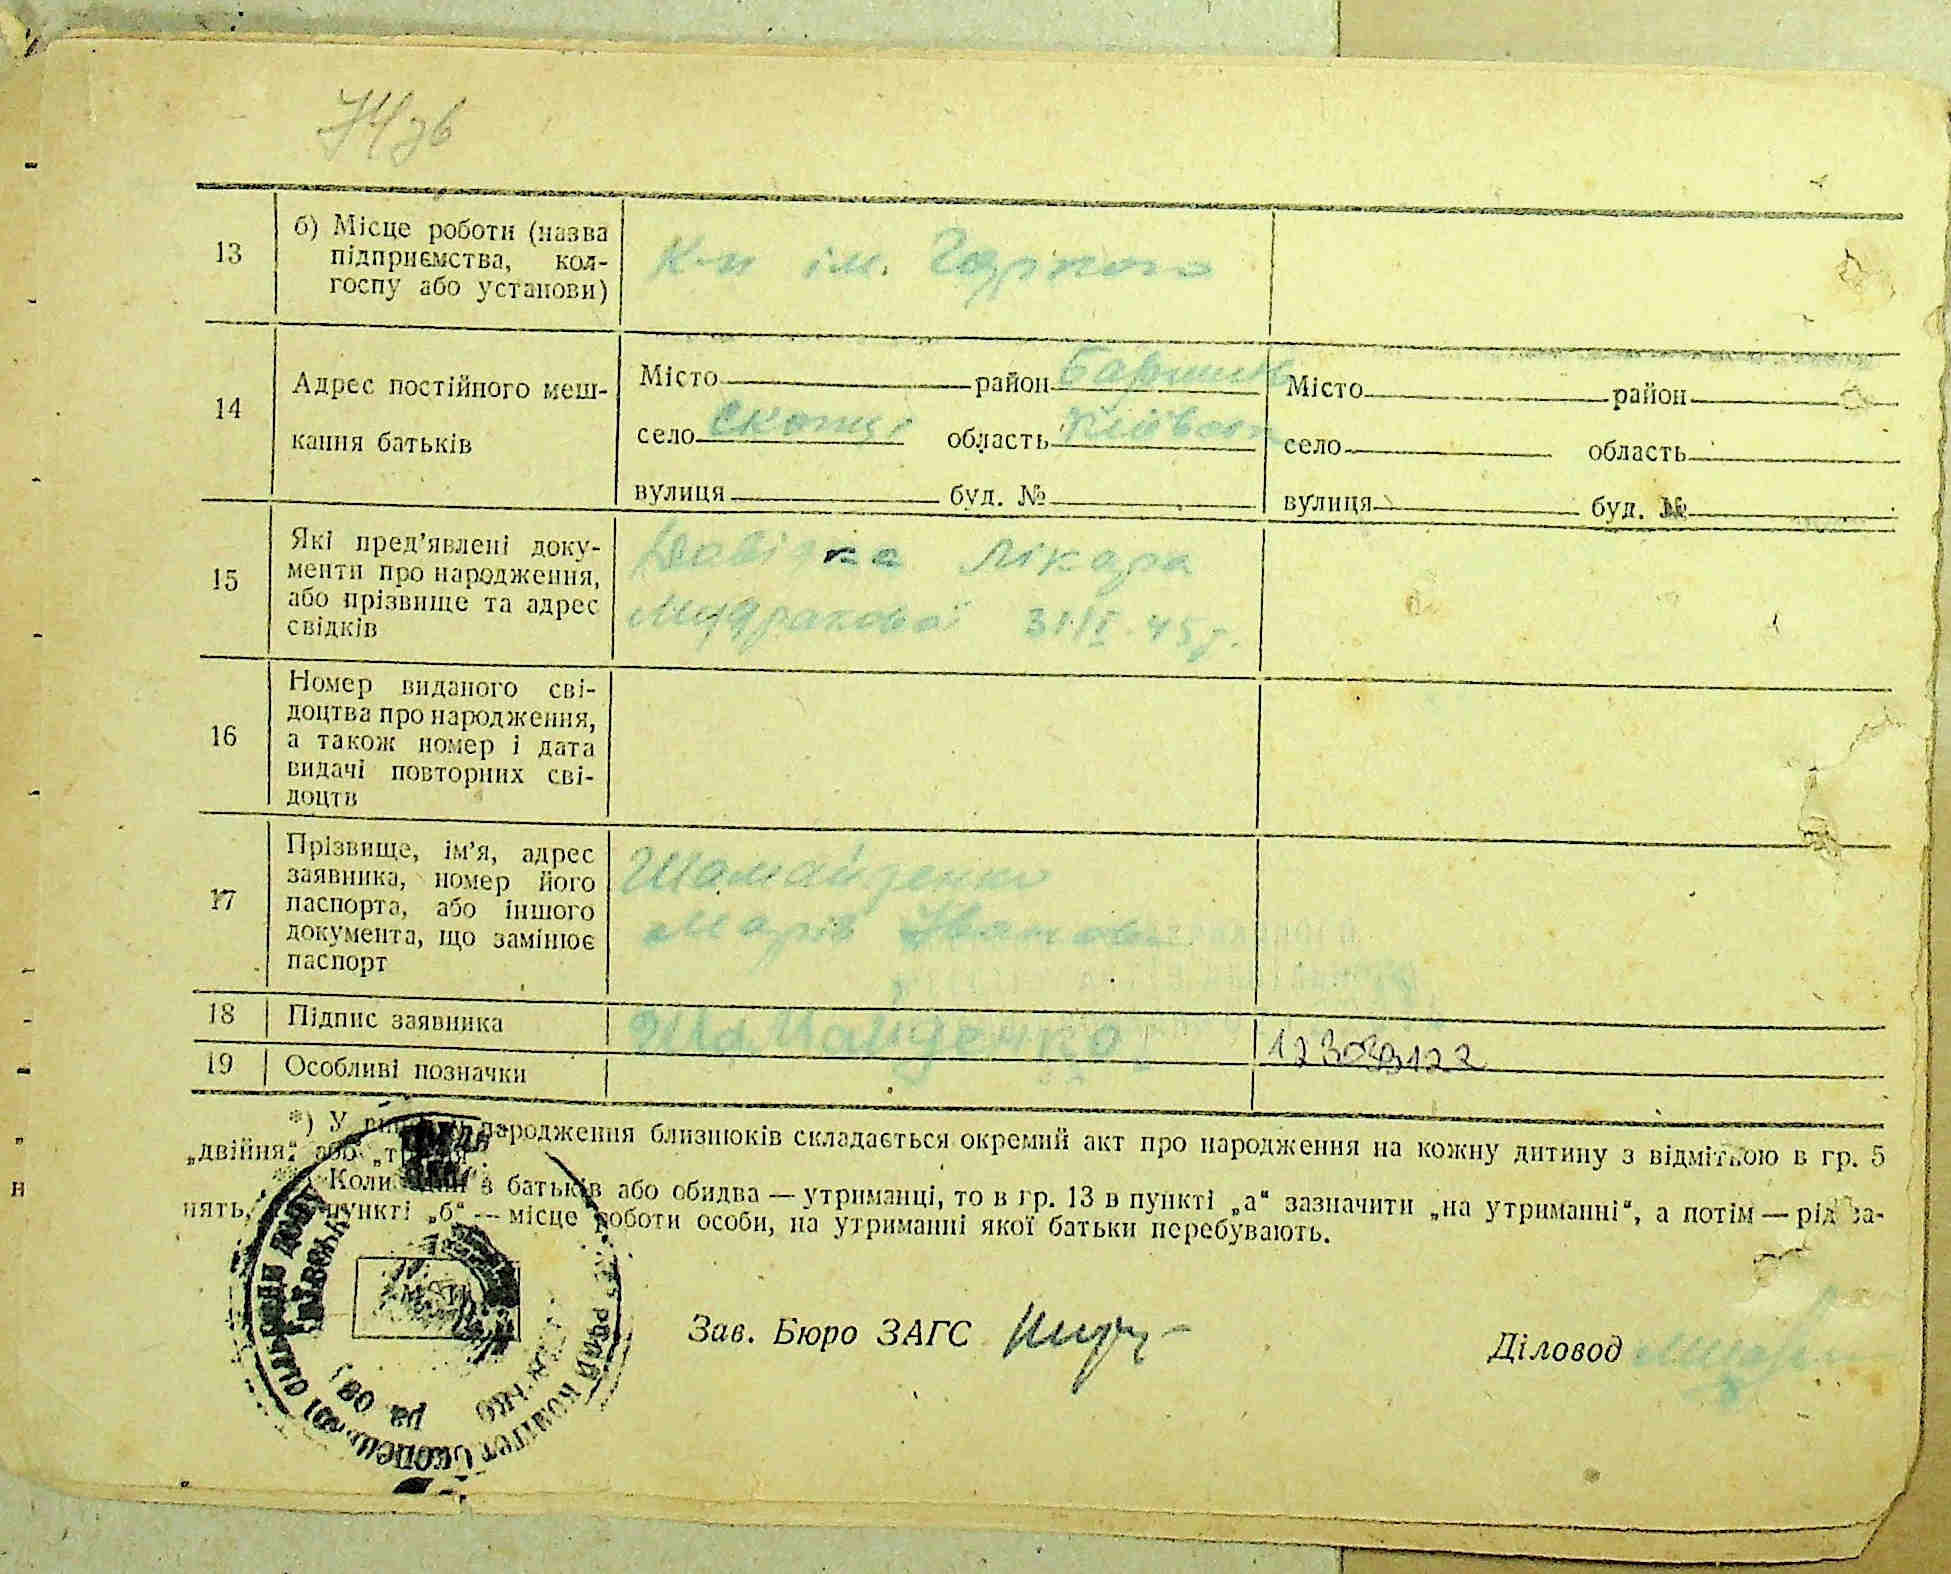 74 зв
13
б) Місце роботи (назва
підприємства, кол-
госпу або установи)
К-п ім. Горького
14
Адрес постійного меш-
кання батьків
Місто район Баришів
село Скопці область Київськ
вулиця буд. №
Місто район
село область
вулиця буд. №
15
Які пред’явлені доку-
менти про народження,
або прізвище та адрес
свідків
Довідка лікаря
31/I 45 р.
16
Номер виданого сві-
доцтва про народження,
а також номер і дата
видачі повторних сві-
доцтв
17
Прізвище, ім’я, адрес
заявника, номер його
паспорта, або іншого
документа, що замінює
паспорт
Шамайденко
Марія Іванов
18
Підпис заявника
Шамайденко
19
Особливі позначки
*) У народження близнюків складається окремий акт про народження на кожну дитину з відміткою в гр. 5
„двійня“ або
Коли з батьків або обидва — утриманці, то в гр. 13 в пункті „а“ зазначити „на утриманні“, а потім — рід за-
нять, пункті „б“ — місце роботи особи, на утриманні якої батьки перебувають.
Зав. Бюро ЗАГС
Діловод